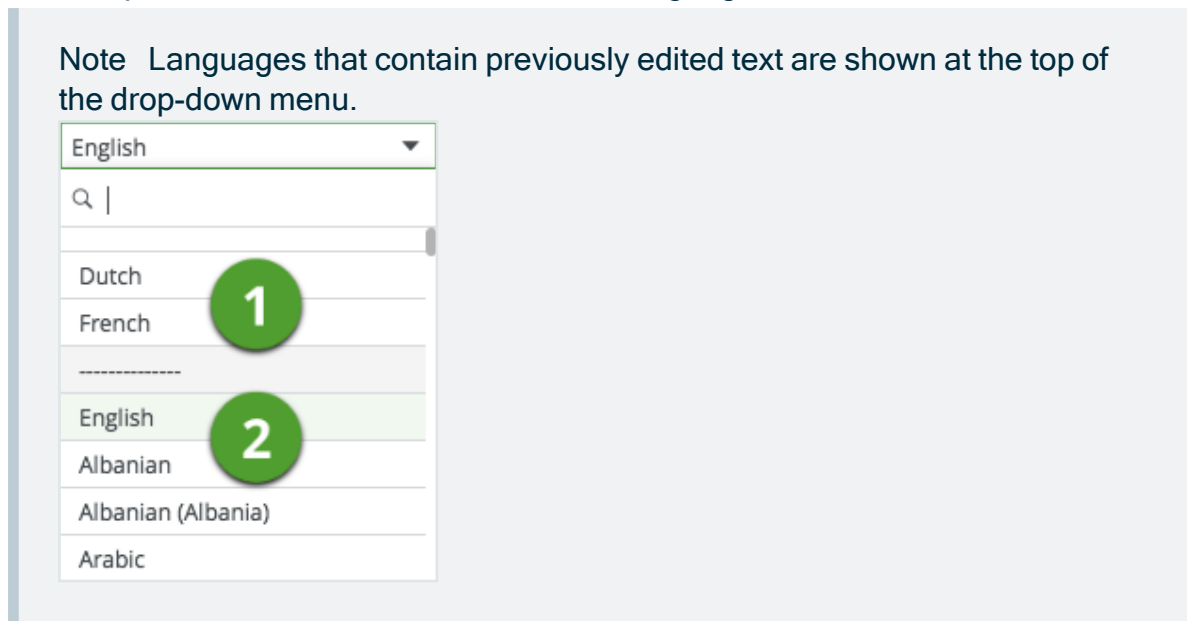 Note Languages that contain previously edited text are shown at the top of
the drop-down menu.
English
Dutch
1
French
--------------
English
2
Albanian
Albanian (Albania)
Arabic